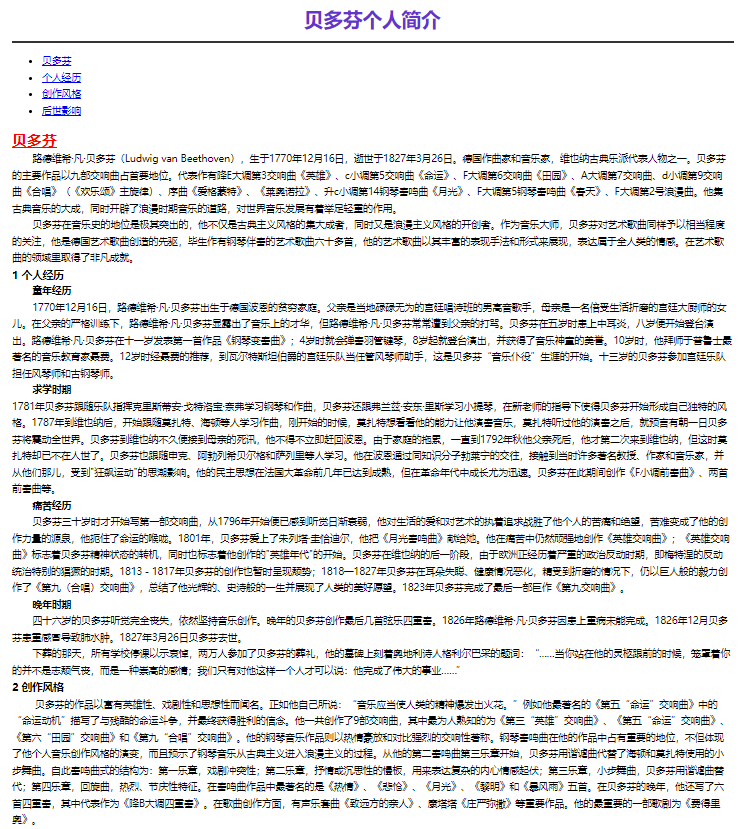 贝多芬个人简介
贝多芬
个人经历
创作风格
后世影响
贝多芬
路德维希·凡·贝多芬（Ludwig van Beethoven），生于1770年12月16日，逝世于1827年3月26日。德国作曲家和音乐家，维也纳古典乐派代表人物之一。贝多芬
的主要作品以九部交响曲占首要地位。代表作有降E大调第3交响曲《英雄》、c小调第5交响曲《命运》、F大调第6交响曲《田园》、A大调第7交响曲、d小调第9交响
曲《合唱》（《欢乐颂》主旋律）、序曲《爱格蒙特》、《莱奥诺拉》、升c小调第14钢琴奏鸣曲《月光》、F大调第5钢琴奏鸣曲《春天》、F大调第2号浪漫曲。他集
古典音乐的大成，同时开辟了浪漫时期音乐的道路，对世界音乐发展有着举足轻重的作用。
贝多芬在音乐史的地位是极其突出的，他不仅是古典主义风格的集大成者，同时又是浪漫主义风格的开创者。作为音乐大师，贝多芬对艺术歌曲同样予以相当程度
的关注，他是德国艺术歌曲创造的先驱，毕生作有钢琴伴奏的艺术歌曲六十多首，他的艺术歌曲以其丰富的表现手法和形式来展现，表达属于全人类的情感。在艺术歌
曲的领域里取得了非凡成就。
1 个人经历
童年经历
1770年12月16日，路德维希·凡·贝多芬出生于德国波恩的贫穷家庭。父亲是当地碌碌无为的宫廷唱诗班的男高音歌手，母亲是一名倍受生活折磨的宫廷大厨师的女
儿。在父亲的严格训练下，路德维希·凡·贝多芬显露出了音乐上的才华，但路德维希·凡·贝多芬常常遭到父亲的打骂。贝多芬在五岁时患上中耳炎，八岁便开始登台演
出。路德维希·凡·贝多芬在十一岁发表第一首作品《钢琴变奏曲》；4岁时就会弹奏羽管键琴，8岁起就登台演出，并获得了音乐神童的美誉。10岁时，他拜师于普鲁士最
著名的音乐教育家聂费。12岁时经聂费的推荐，到瓦尔特斯坦伯爵的宫廷乐队当任管风琴师助手，这是贝多芬“音乐仆役”生涯的开始。十三岁的贝多芬参加宫廷乐队
担任风琴师和古钢琴师。
求学时期
1781年贝多芬跟随乐队指挥克里斯蒂安·戈特洛宝·奈弗学习钢琴和作曲，贝多芬还跟弗兰兹·安东·里斯学习小提琴，在新老师的指导下使得贝多芬开始形成自己独特的风
格。1787年到维也纳后，开始跟随莫扎特、海顿等人学习作曲，刚开始的时候，莫扎特想看看他的能力让他演奏音乐，莫扎特听过他的演奏之后，就预言有朝一日贝多
芬将震动全世界。贝多芬到维也纳不久便接到母亲的死讯，他不得不立即赶回波恩。由于家庭的拖累，一直到1792年秋他父亲死后，他才第二次来到维也纳，但这时莫
扎特却已不在人世了。贝多芬也跟随申克、阿勃列希贝尔格和萨列里等人学习。他在波恩通过同知识分子勃莱宁的交往，接触到当时许多著名教授、作家和音乐家，并
从他们那儿，受到"狂飙运动"的思潮影响。他的民主思想在法国大革命前几年已达到成熟，但在革命年代中成长尤为迅速。贝多芬在此期间创作《F小调前奏曲》、两首
前奏曲等。
痛苦经历
贝多芬三十岁时才开始写第一部交响曲，从1796年开始便已感到听觉日渐衰弱，他对生活的爱和对艺术的热着追求战胜了他个人的苦痛和绝望，苦难变成了他的创
作力量的源泉，他扼住了命运的喉咙。1801年，贝多芬爱上了朱列塔·圭恰迪尔，他把《月光奏鸣曲》献给她。他在痛苦中仍然顽强地创作《英雄交响曲》；《英雄交响
曲》标志着贝多芬精神状态的转机，同时也标志着他创作的"英雄年代"的开始。贝多芬在维也纳的后一阶段，由于欧洲正经历着严重的政治反动时期，即梅特涅的反动
统治特别的猖獗的时期。1813－1817年贝多芬的创作也暂时呈现颓势；1818—1827年贝多芬在耳朵失聪、健康情况恶化，精受到折磨的情况下，仍以巨人般的毅力创
作了《第九（合唱）交响曲》，总结了他光辉的、史诗般的一生并展现了人类的美好愿望。1823年贝多芬完成了最后一部巨作《第九交响曲》。
晚年时期
四十六岁的贝多芬听觉完全丧失，依然坚持音乐创作。晚年的贝多芬创作最后几首弦乐四重奏。1826年路德维希·凡·贝多芬因患上重病未能完成。1826年12月贝多
芬患重感冒导致肺水肿。1827年3月26日贝多芬去世。
下葬的那天，所有学校停课以示哀悼，两万人参加了贝多芬的葬礼，他的墓碑上刻着奥地利诗人格利尔巴采的题词：“……当你站在他的灵柩跟前的时候，笼罩着你
的并不是志颓气丧，而是一种崇高的感情；我们只有对他这样一个人才可以说：他完成了伟大的事业……”
2 创作风格
贝多芬的作品以富有英雄性、戏剧性和思想性而闻名。正如他自己所说：“音乐应当使人类的精神爆发出火花。”例如他最著名的《第五“命运”交响曲》中的
“命运动机”描写了与残酷的命运斗争，并最终获得胜利的信念。他一共创作了9部交响曲，其中最为人熟知的为《第三“英雄”交响曲》、《第五“命运”交响曲》、
《第六“田园”交响曲》和《第九“合唱”交响曲》。他的钢琴音乐作品则以热情豪放和对比强烈的交响性著称。钢琴奏鸣曲在他的作品中占有重要的地位，不但体现
了他个人音乐创作风格的演变，而且预示了钢琴音乐从古典主义进入浪漫主义的过程。从他的第二奏鸣曲第三乐章开始，贝多芬用谐谑曲代替了海顿和莫扎特使用的小
步舞曲。自此奏鸣曲式的结构为：第一乐章，戏剧冲突性；第二乐章，抒情或沉思性的慢板，用来表达复杂的内心情感起伏；第三乐章，小步舞曲，贝多芬用谐谑曲替
代；第四乐章，回旋曲，热烈、节庆性特征。在奏鸣曲作品中最著名的是《热情》、《悲怆》、《月光》、《黎明》和《暴风雨》五首。在贝多芬的晚年，他还写了六
首四重奏，其中代表作为《降B大调四重奏》。在歌曲创作方面，有声乐套曲《致远方的亲人》、糜塔塔《庄严弥撒》等重要作品。他的最重要的一部歌剧为《费得里
奥》。